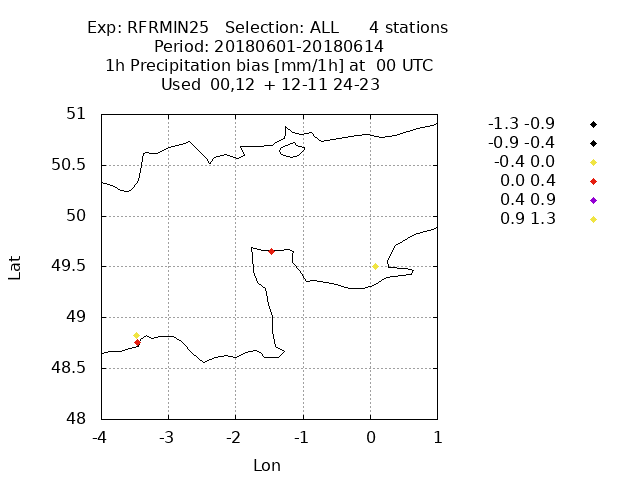 Exp: RFRMIN25 Selection: ALL 4 stations
Period: 20180601-20180614
1h Precipitation bias [mm/1h] at 00 UTC
Used 00,12 + 12-11 24-23
51
50.5
50
49.5
49
48.5
48
Lat
-4 -3 -2 -1 0 1
Lon
-1.3 -0.9
-0.9 -0.4
-0.4 0.0
0.0 0.4
0.4 0.9
0.9 1.3